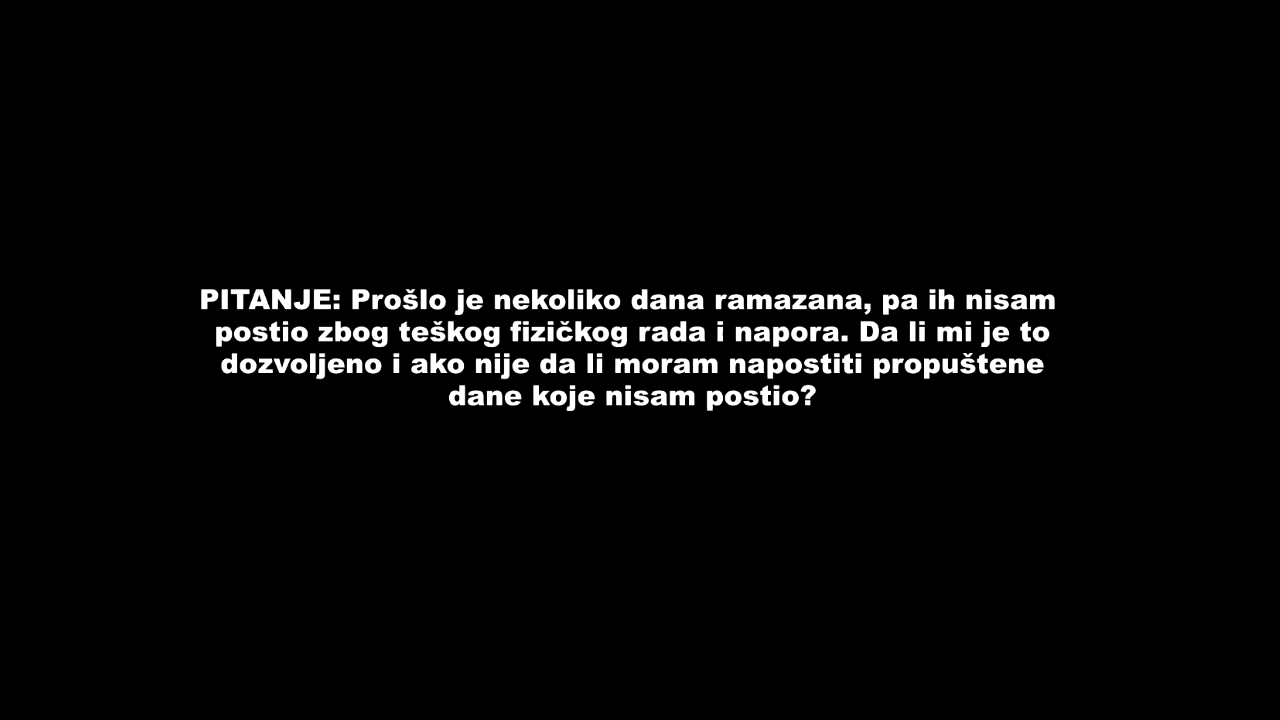 PITANJE: Prošlo je nekoliko dana ramazana, pa ih nisam
postio zbog teškog fizičkog rada i napora. Da li mi je to
dozvoljeno i ako nije da li moram napostiti propuštene
dane koje nisam postio?